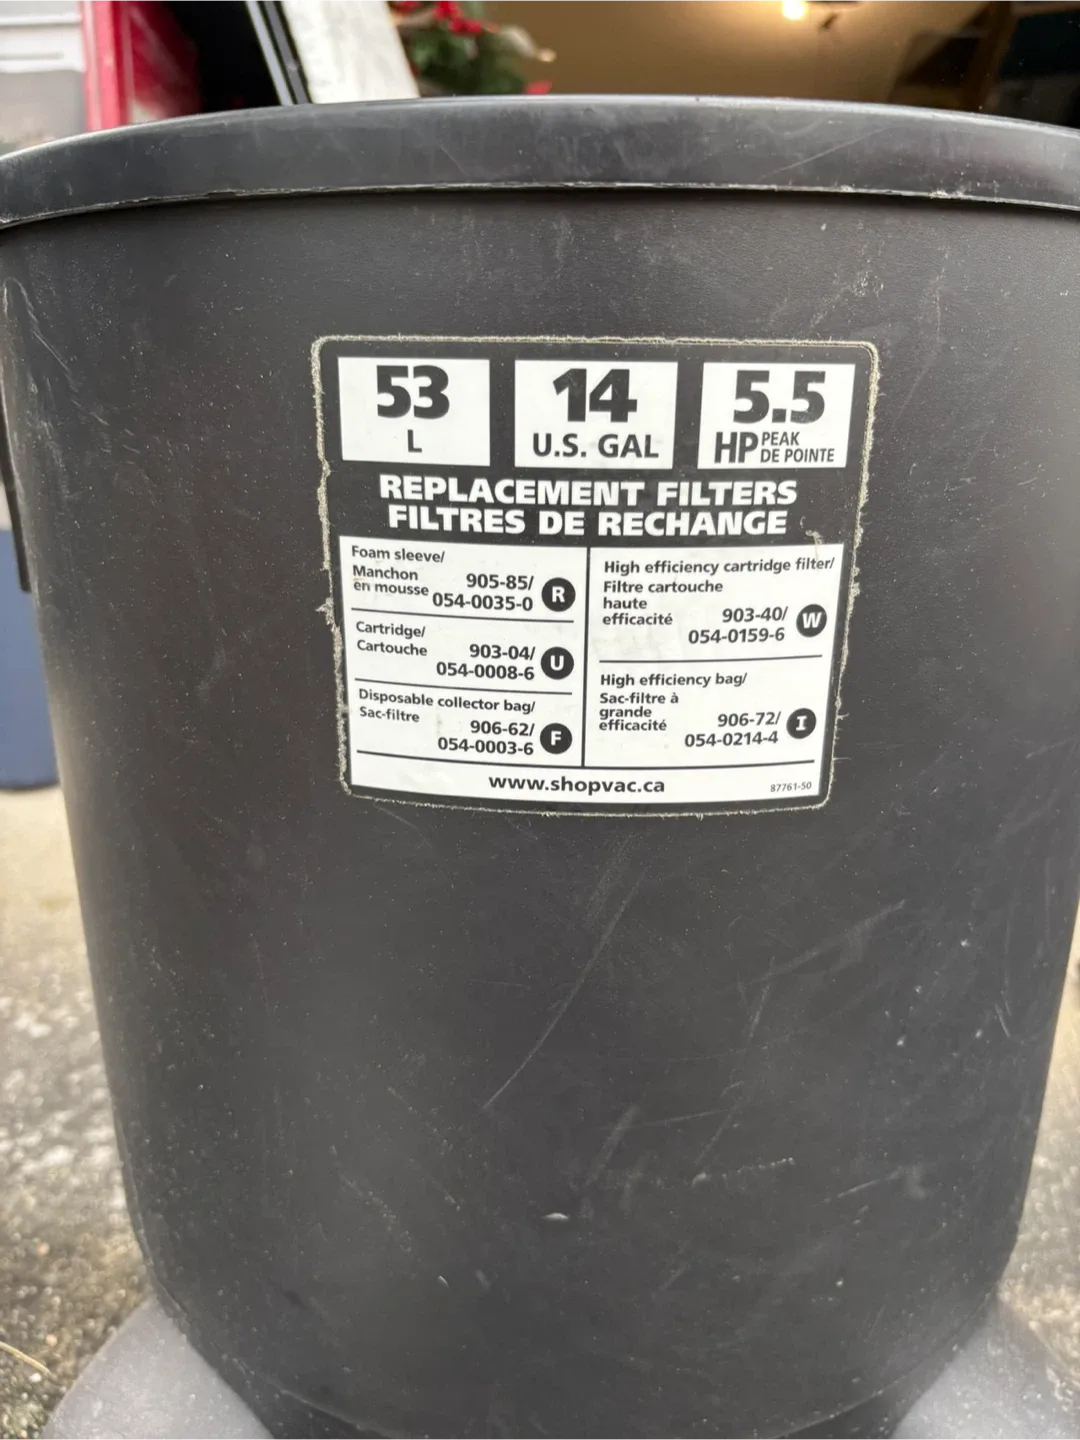 53
L
14
U.S. GAL
5.5
HP PEAK
DE POINTE
REPLACEMENT FILTERS
FILTRES DE RECHANGE
Foam sleeve/
Manchon
en mousse
905-85/
054-0035-0
R
Cartridge/
Cartouche
903-04/
054-0008-6
U
Disposable collector bag/
Sac-filtre
906-62/
054-0003-6
F
High efficiency cartridge filter/
Filtre cartouche
haute
efficacité
903-40/
054-0159-6
W
High efficiency bag/
Sac-filtre à
grande
efficacité
906-72/
054-0214-4
I
www.shopvac.ca
87761-50